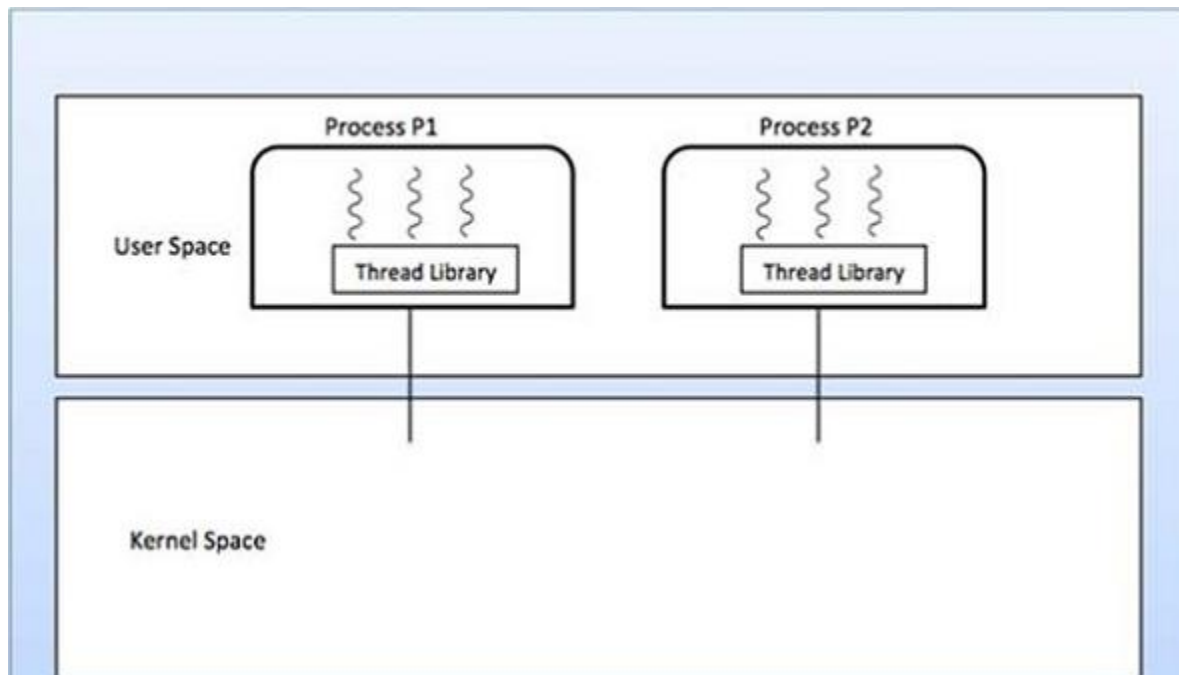 Process P1
Process P2
User Space
Thread Library
Thread Library
Kernel Space